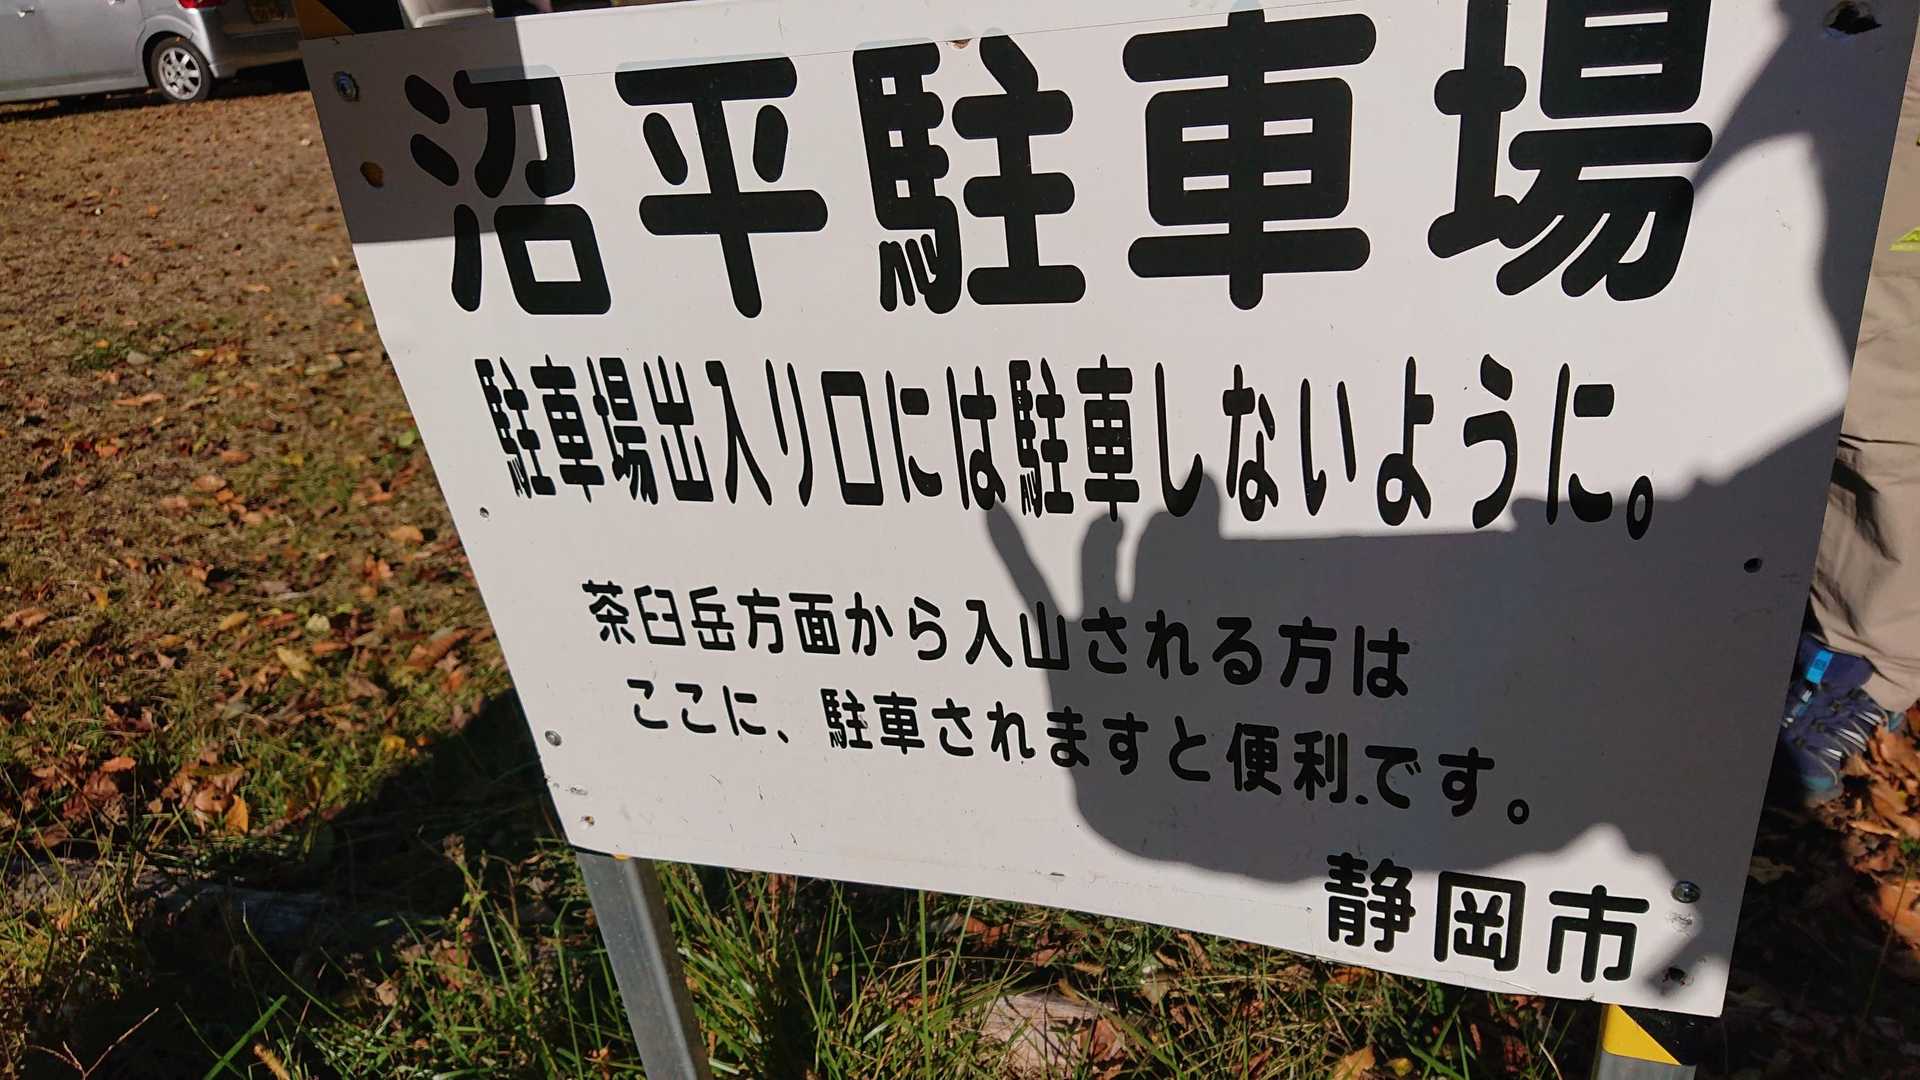 沼平駐車場
駐車場出入り口には駐車しないように。
茶臼岳方面から入山される方は
ここに、駐車されますと便利です。
静岡市